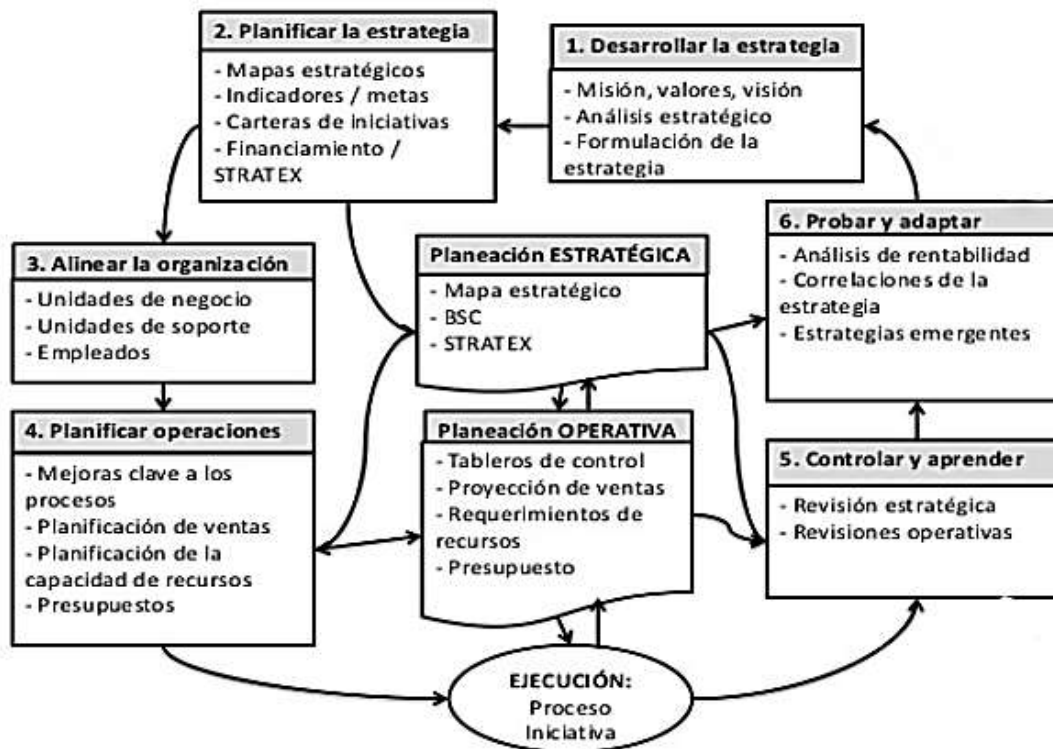 2. Planificar la estrategia
- Mapas estratégicos
- Indicadores / metas
- Carteras de iniciativas
- Financiamiento /
STRATEX
1. Desarrollar la estrategia
- Misión, valores, visión
- Análisis estratégico
- Formulación de la
estrategia
3. Alinear la organización
- Unidades de negocio
- Unidades de soporte
- Empleados
Planeación ESTRATÉGICA
- Mapa estratégico
- BSC
- STRATEX
6. Probar y adaptar
- Análisis de rentabilidad
- Correlaciones de la
estrategia
- Estrategias emergentes
4. Planificar operaciones
- Mejoras clave a los
procesos
- Planificación de ventas
- Planificación de la
capacidad de recursos
- Presupuestos
Planeación OPERATIVA
- Tableros de control
- Proyección de ventas
- Requerimientos de
recursos
- Presupuesto
5. Controlar y aprender
- Revisión estratégica
- Revisiones operativas
EJECUCIÓN:
Proceso
Iniciativa